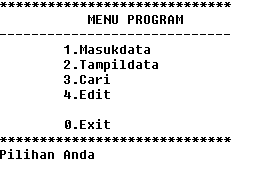 ******************************
MENU PROGRAM
------------------------------
1.Masukdata
2.Tampildata
3.Cari
4.Edit
0.Exit
******************************
Pilihan Anda